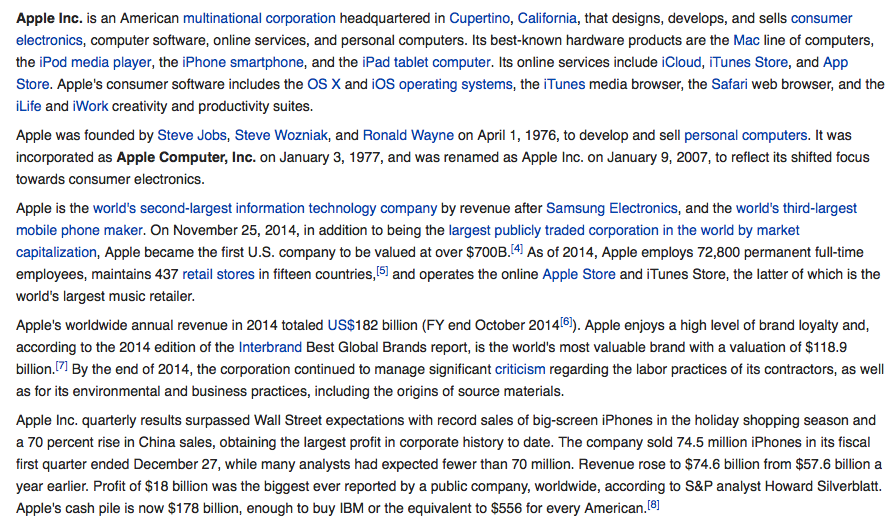 Apple Inc. is an American multinational corporation headquartered in Cupertino, California, that designs, develops, and sells consumer
electronics, computer software, online services, and personal computers. Its best-known hardware products are the Mac line of computers,
the iPod media player, the iPhone smartphone, and the iPad tablet computer. Its online services include iCloud, iTunes Store, and App
Store. Apple's consumer software includes the OS X and iOS operating systems, the iTunes media browser, the Safari web browser, and the
iLife and iWork creativity and productivity suites.
Apple was founded by Steve Jobs, Steve Wozniak, and Ronald Wayne on April 1, 1976, to develop and sell personal computers. It was
incorporated as Apple Computer, Inc. on January 3, 1977, and was renamed as Apple Inc. on January 9, 2007, to reflect its shifted focus
towards consumer electronics.
Apple is the world's second-largest information technology company by revenue after Samsung Electronics, and the world's third-largest
mobile phone maker. On November 25, 2014, in addition to being the largest publicly traded corporation in the world by market
capitalization, Apple became the first U.S. company to be valued at over $700B.[4] As of 2014, Apple employs 72,800 permanent full-time
employees, maintains 437 retail stores in fifteen countries,[5] and operates the online Apple Store and iTunes Store, the latter of which is the
world's largest music retailer.
Apple's worldwide annual revenue in 2014 totaled US$182 billion (FY end October 2014[6]). Apple enjoys a high level of brand loyalty and,
according to the 2014 edition of the Interbrand Best Global Brands report, is the world's most valuable brand with a valuation of $118.9
billion.[7] By the end of 2014, the corporation continued to manage significant criticism regarding the labor practices of its contractors, as well
as for its environmental and business practices, including the origins of source materials.
Apple Inc. quarterly results surpassed Wall Street expectations with record sales of big-screen iPhones in the holiday shopping season and
a 70 percent rise in China sales, obtaining the largest profit in corporate history to date. The company sold 74.5 million iPhones in its fiscal
first quarter ended December 27, while many analysts had expected fewer than 70 million. Revenue rose to $74.6 billion from $57.6 billion a
year earlier. Profit of $18 billion was the biggest ever reported by a public company, worldwide, according to S&P analyst Howard Silverblatt.
Apple's cash pile is now $178 billion, enough to buy IBM or the equivalent to $556 for every American.[8]